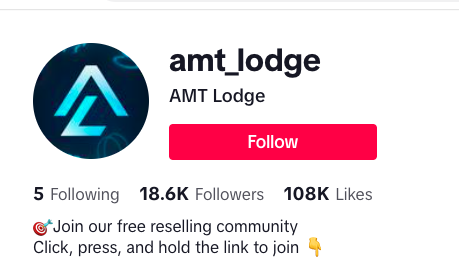 amt_lodge
AMT Lodge
Follow
5 Following 18.6K Followers 108K Likes
🎯Join our free reselling community
Click, press, and hold the link to join 👇